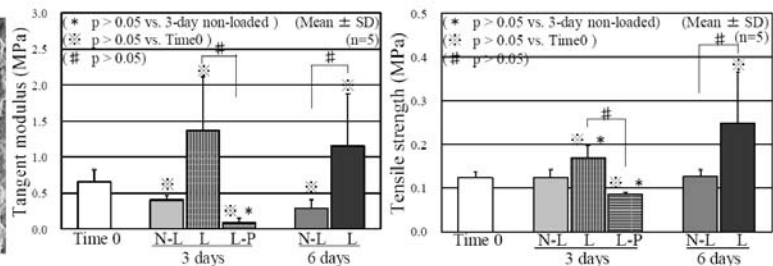 Tangent modulus (MPa)
3.0
2.5
2.0
1.5
1.0
0.5
0.0
( * p > 0.05 vs. 3-day non-loaded ) (Mean ± SD)
( ※ p > 0.05 vs. Time0 ) (n=5)
( # p > 0.05)
#
※
※
※ *
#
※
※
Time 0 N-L L L-P N-L L
3 days 6 days
Tensile strength (MPa)
0.5
0.4
0.3
0.2
0.1
0.0
( * p > 0.05 vs. 3-day non-loaded) (Mean ± SD)
( ※ p > 0.05 vs. Time0 ) (n=5)
(# p > 0.05)
#
※ *
※ *
#
※
Time 0 N-L L L-P N-L L
3 days 6 days